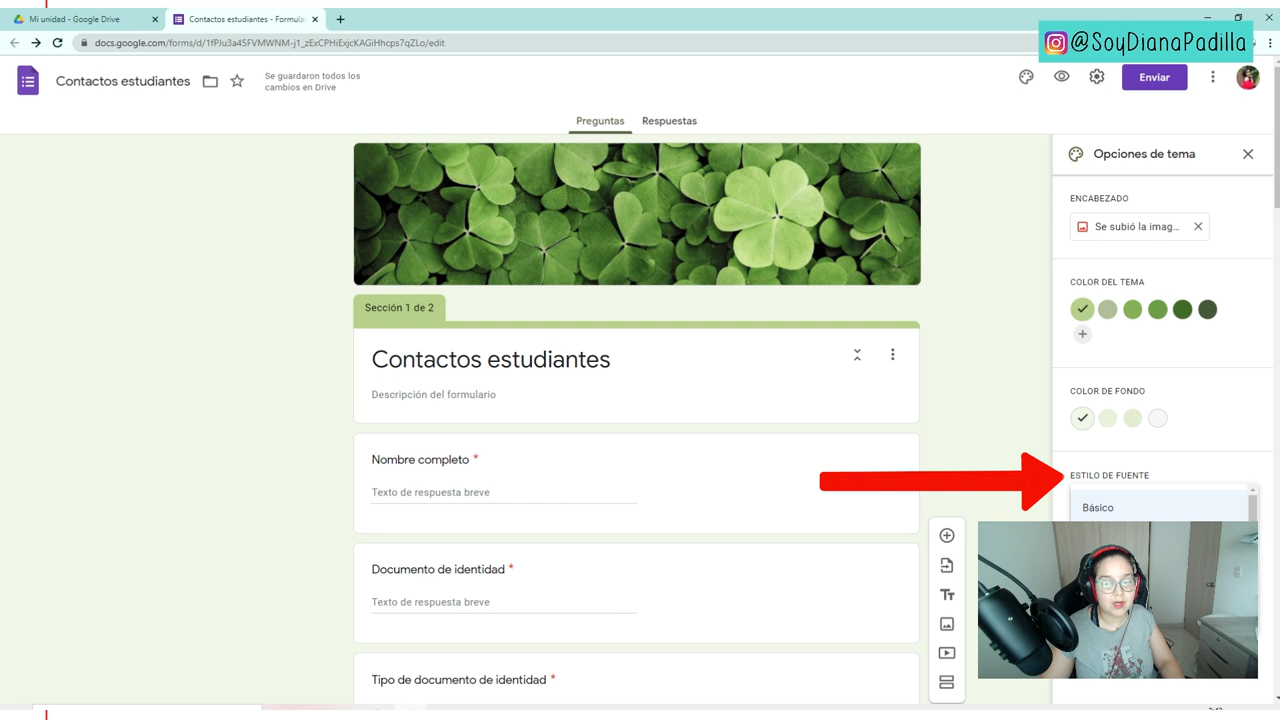 Mi unidad - Google Drive
Contactos estudiantes - Formula
docs.google.com/forms/d/1fPJu3a45FVMWNM-j1_zExCPHiExjcKAGiHhcps7qZLo/edit
@SoyDianaPadilla
Contactos estudiantes
Se guardaron todos los
cambios en Drive
Enviar
Preguntas
Respuestas
Opciones de tema
ENCABEZADO
Se subió la imag...
COLOR DEL TEMA
Sección 1 de 2
Contactos estudiantes
Descripción del formulario
COLOR DE FONDO
Nombre completo *
Texto de respuesta breve
ESTILO DE FUENTE
Básico
Documento de identidad *
Texto de respuesta breve
Tipo de documento de identidad *